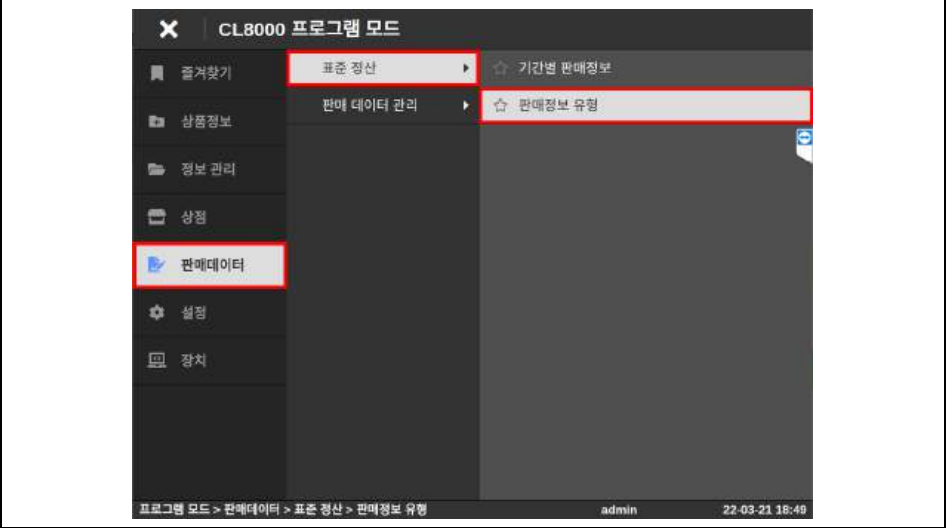 CL8000 프로그램 모드
즐겨찾기
상품정보
정보 관리
상점
판매데이터
설정
장치
표준 정산
판매 데이터 관리
기간별 판매정보
판매정보 유형
프로그램 모드 > 판매데이터 > 표준 정산 > 판매정보 유형
admin
22-03-21 18:49